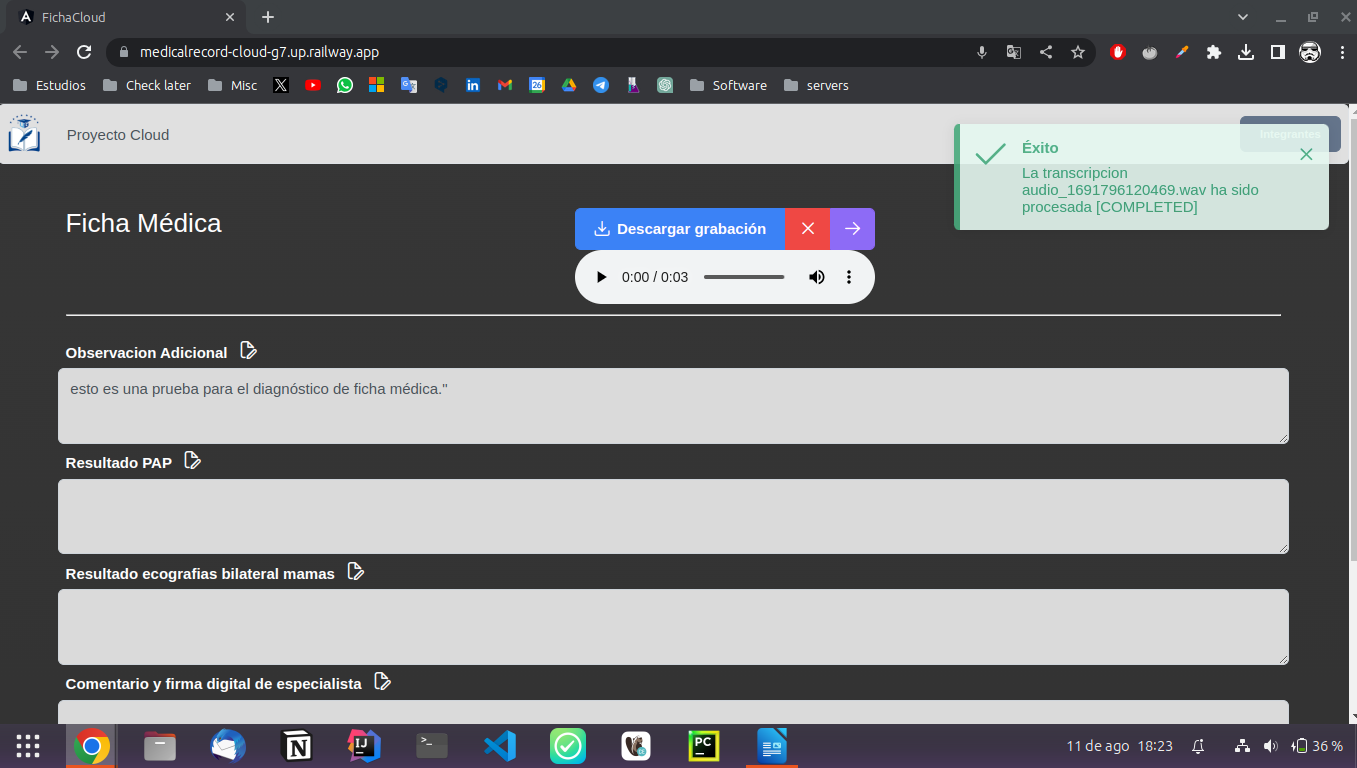 FichaCloud
medicalrecord-cloud-g7.up.railway.app
Estudios Check later Misc 26 Software servers
Proyecto Cloud
Integrantes
Éxito
La transcripcion
audio_1691796120469.wav ha sido
procesada [COMPLETED]
Ficha Médica
Descargar grabación
0:00 / 0:03
Observacion Adicional
esto es una prueba para el diagnóstico de ficha médica."
Resultado PAP
Resultado ecografias bilateral mamas
Comentario y firma digital de especialista
11 de ago 18:23 36 %